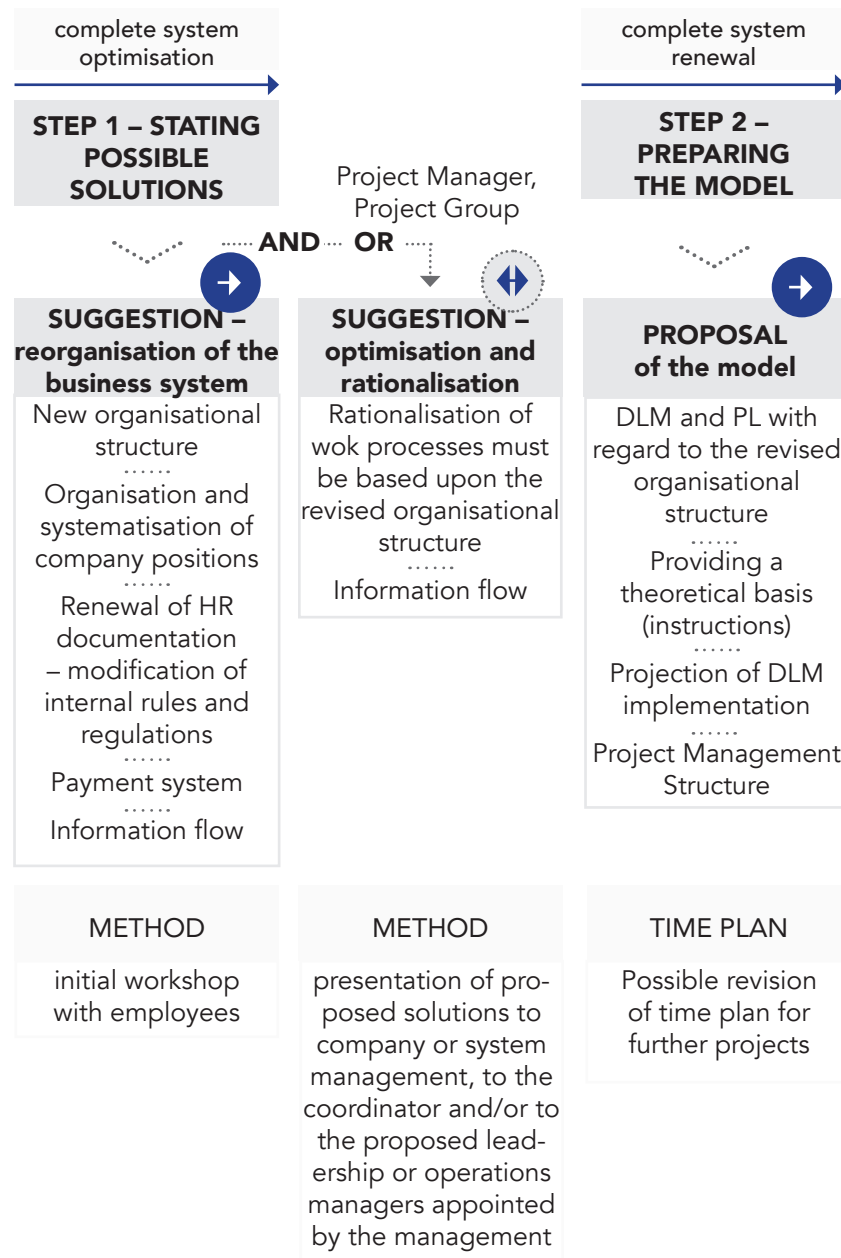 complete system
optimisation
STEP 1 – STATING
POSSIBLE
SOLUTIONS
Project Manager,
Project Group
AND OR
complete system
renewal
STEP 2 –
PREPARING
THE MODEL
SUGGESTION –
reorganisation of the
business system
New organisational
structure
Organisation and
systematisation of
company positions
Renewal of HR
documentation
– modification of
internal rules and
regulations
Payment system
Information flow
SUGGESTION –
optimisation and
rationalisation
Rationalisation of
wok processes must
be based upon the
revised organisational
structure
Information flow
PROPOSAL
of the model
DLM and PL with
regard to the revised
organisational
structure
Providing a
theoretical basis
(instructions)
Projection of DLM
implementation
Project Management
Structure
METHOD
initial workshop
with employees
METHOD
presentation of pro-
posed solutions to
company or system
management, to the
coordinator and/or to
the proposed lead-
ership or operations
managers appointed
by the management
TIME PLAN
Possible revision
of time plan for
further projects